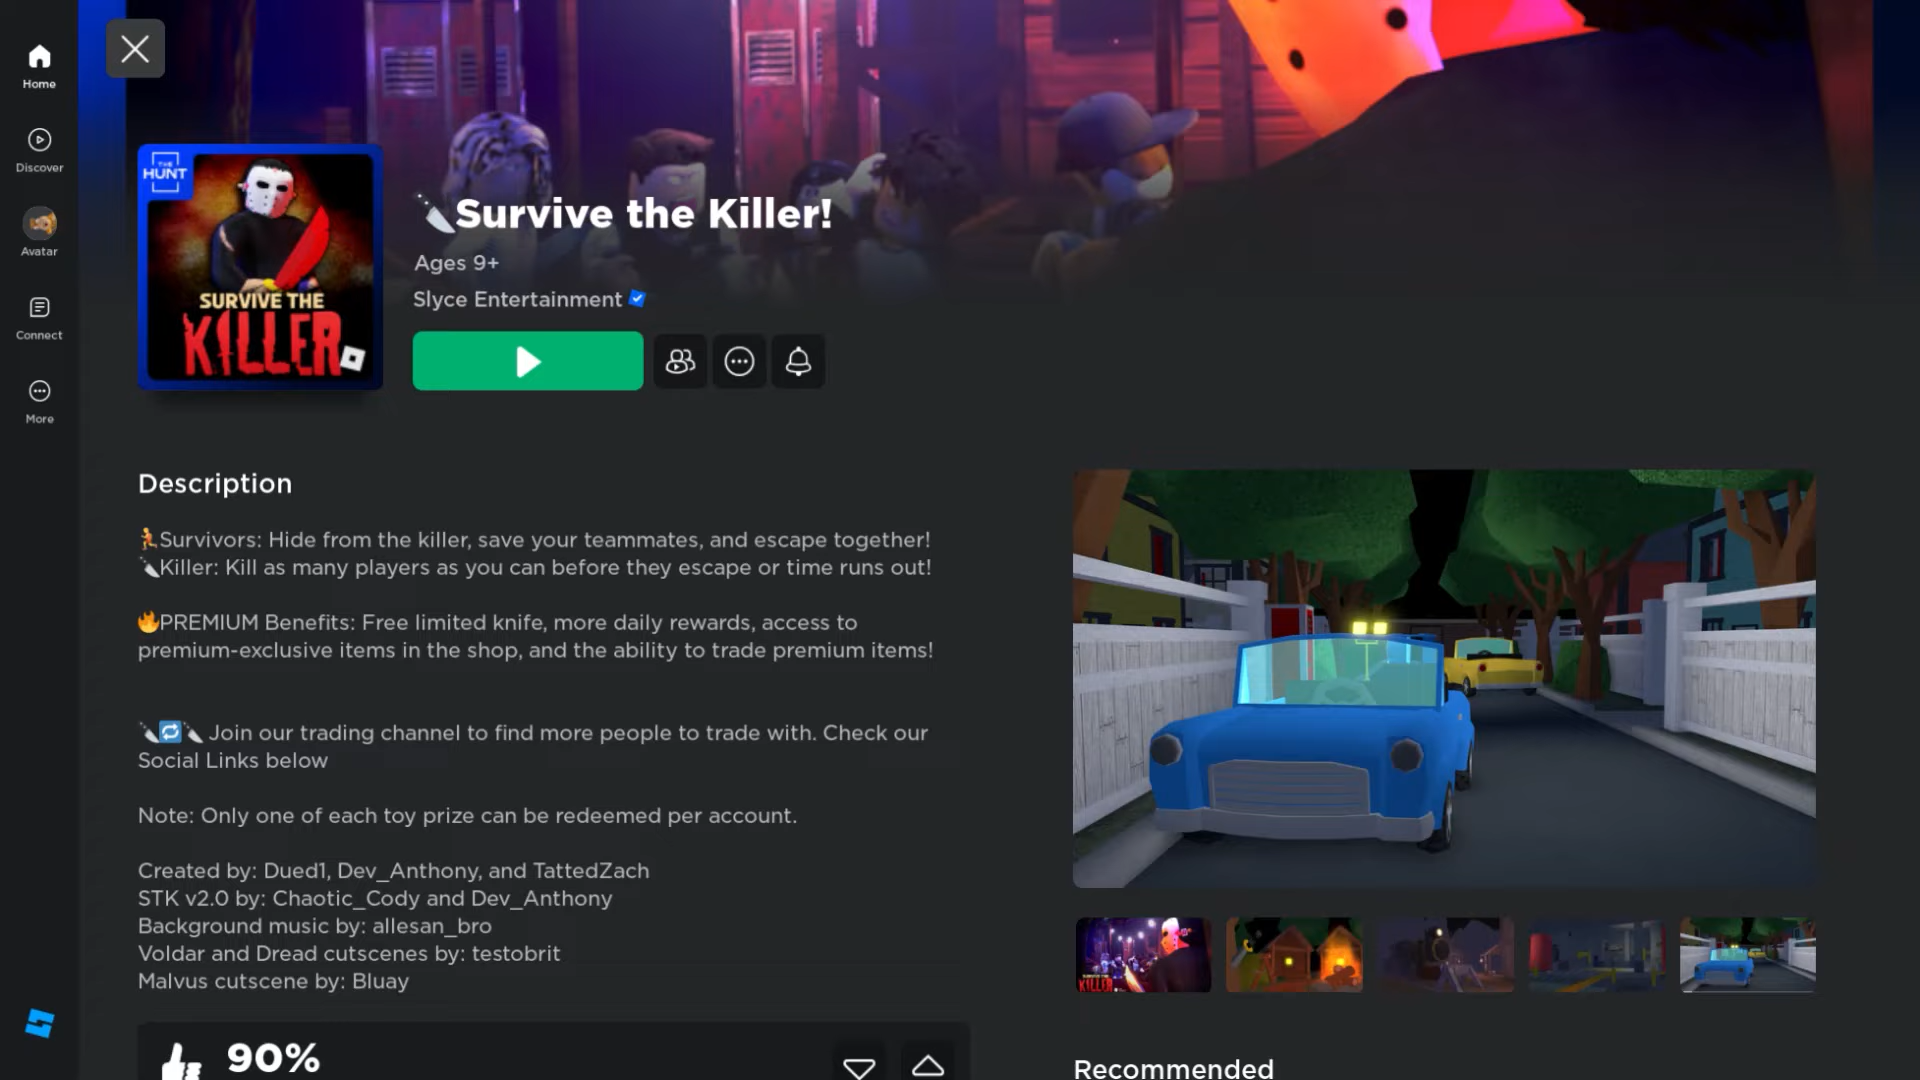 Home
Discover
Avatar
Connect
More
THE
HUNT
SURVIVE THE
KILLER
🔪Survive the Killer!
Ages 9+
Slyce Entertainment
Description
🏃Survivors: Hide from the killer, save your teammates, and escape together!
🔪Killer: Kill as many players as you can before they escape or time runs out!
🔥PREMIUM Benefits: Free limited knife, more daily rewards, access to
premium-exclusive items in the shop, and the ability to trade premium items!
🔪🔁🔪 Join our trading channel to find more people to trade with. Check our
Social Links below
Note: Only one of each toy prize can be redeemed per account.
Created by: Dued1, Dev_Anthony, and TattedZach
STK v2.0 by: Chaotic_Cody and Dev_Anthony
Background music by: allesan_bro
Voldar and Dread cutscenes by: testobrit
Malvus cutscene by: Bluay
90%
KILLER
Recommended